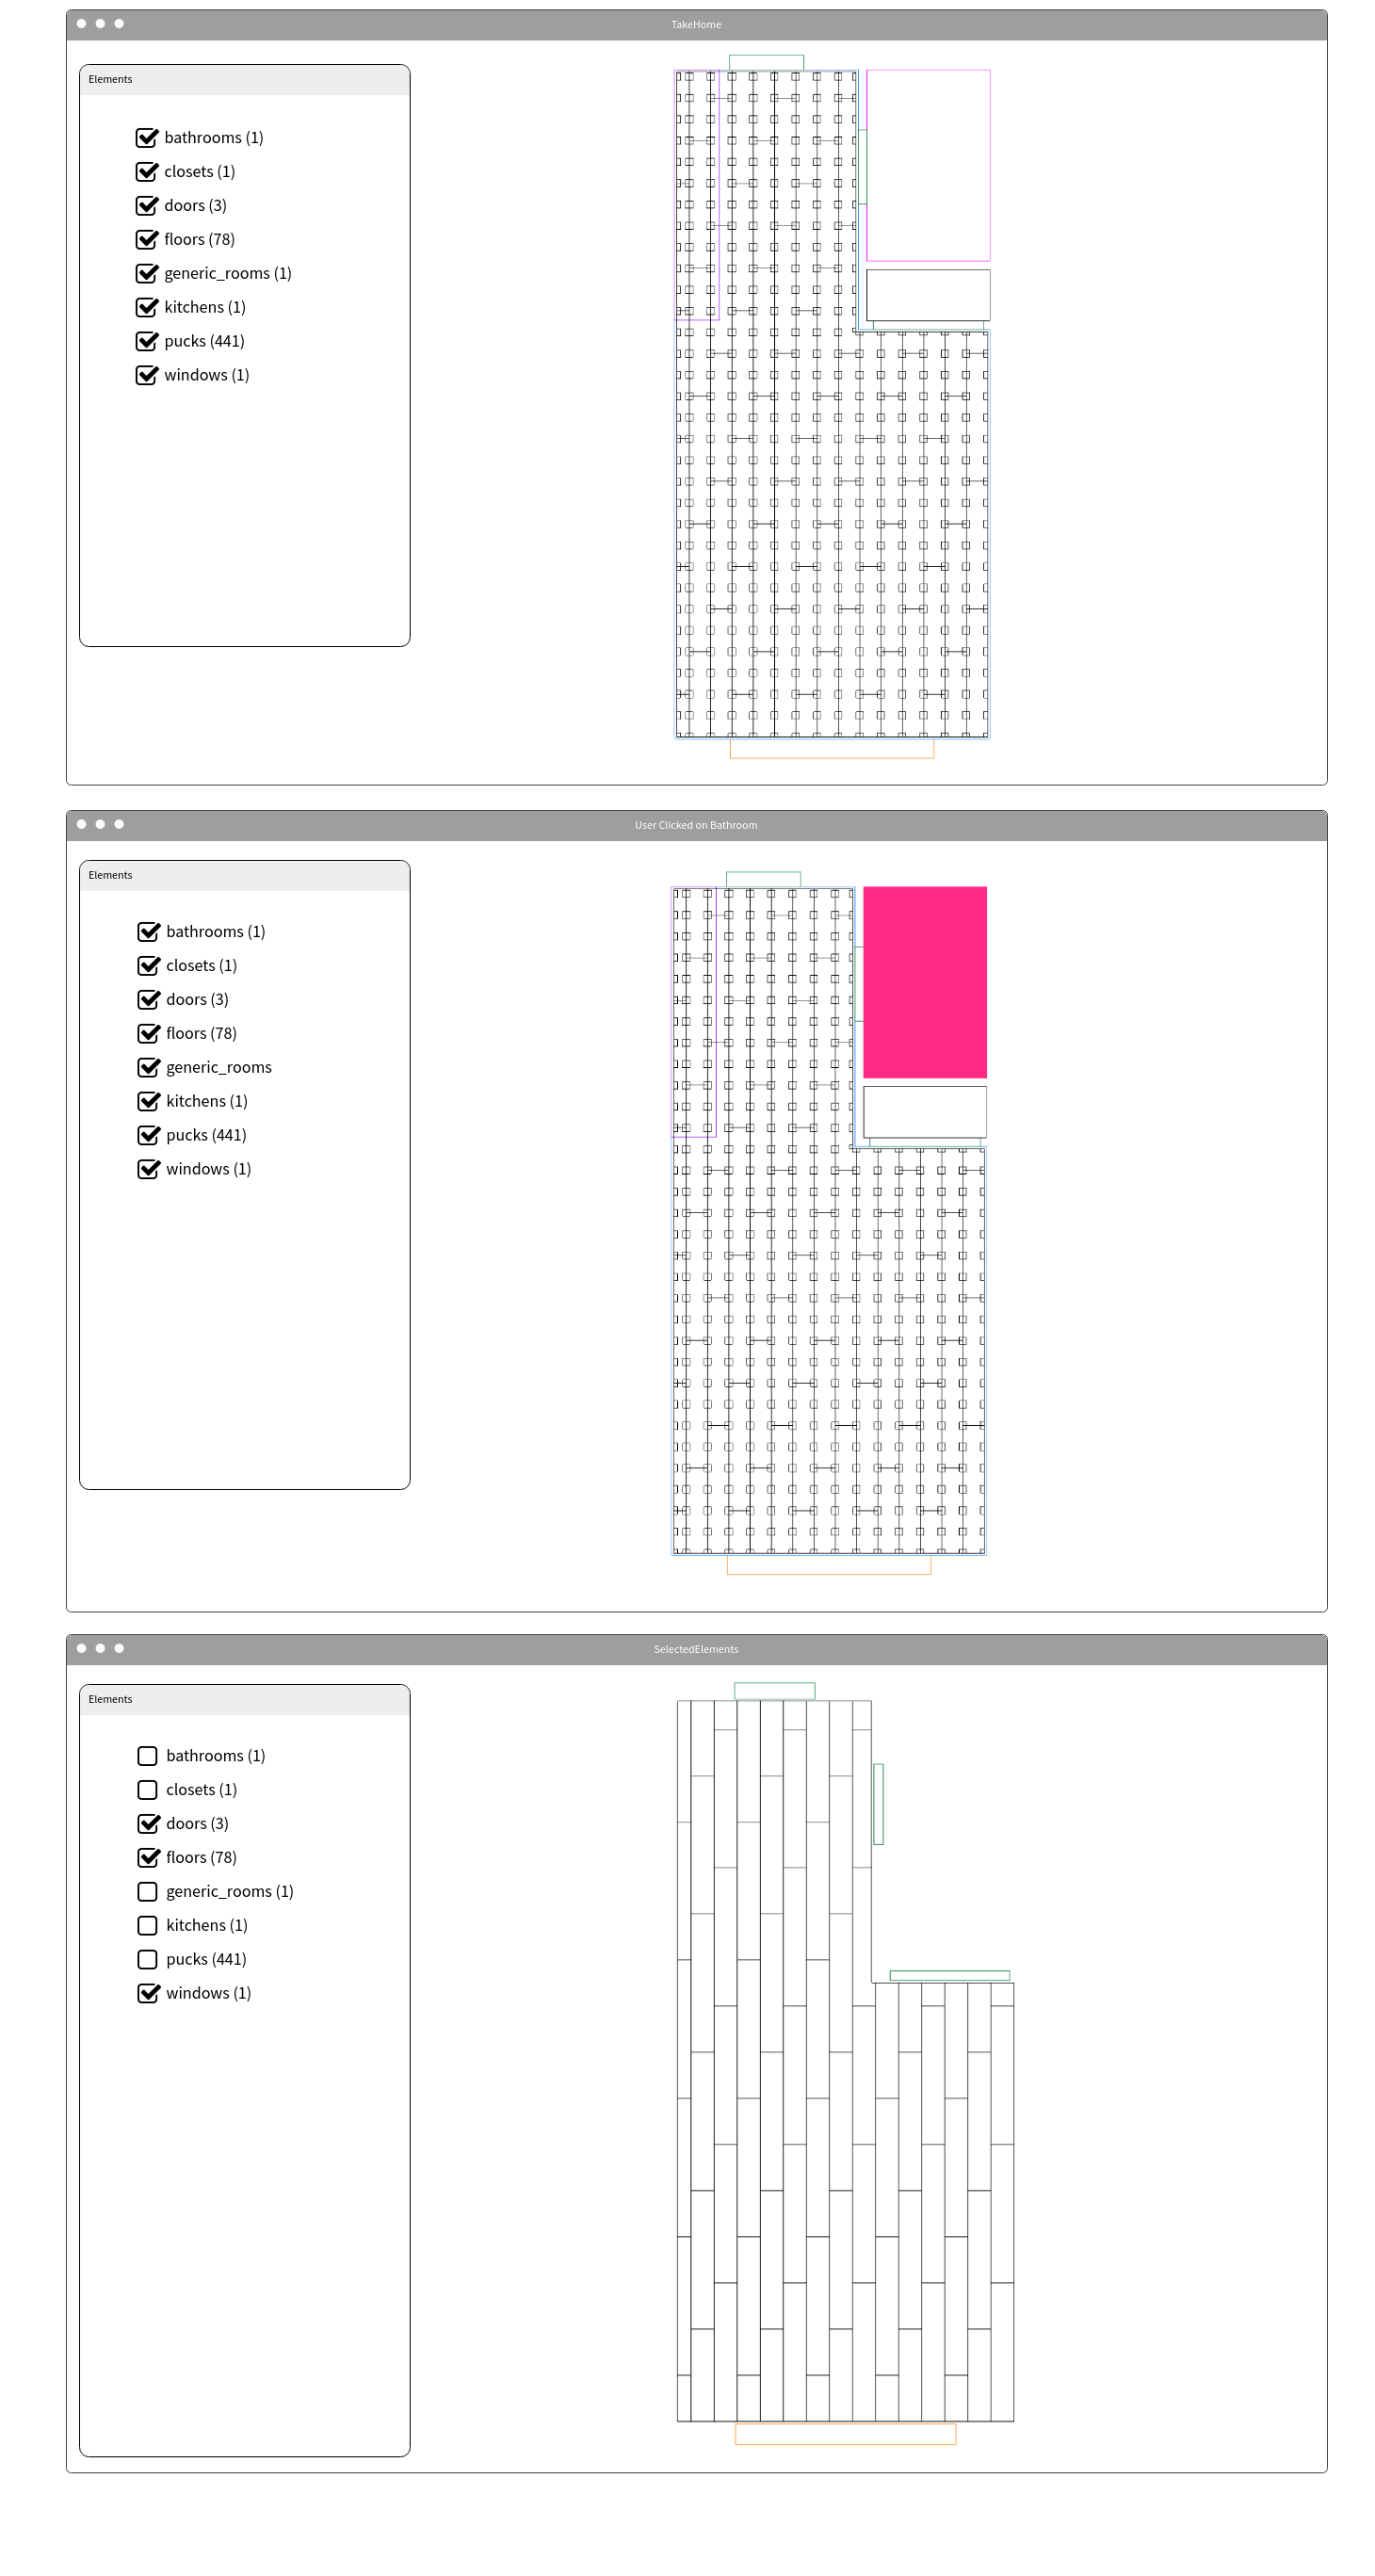 TakeHome
Elements
bathrooms (1)
closets (1)
doors (3)
floors (78)
generic_rooms (1)
kitchens (1)
pucks (441)
windows (1)
User Clicked on Bathroom
Elements
bathrooms (1)
closets (1)
doors (3)
floors (78)
generic_rooms
kitchens (1)
pucks (441)
windows (1)
SelectedElements
Elements
bathrooms (1)
closets (1)
doors (3)
floors (78)
generic_rooms (1)
kitchens (1)
pucks (441)
windows (1)